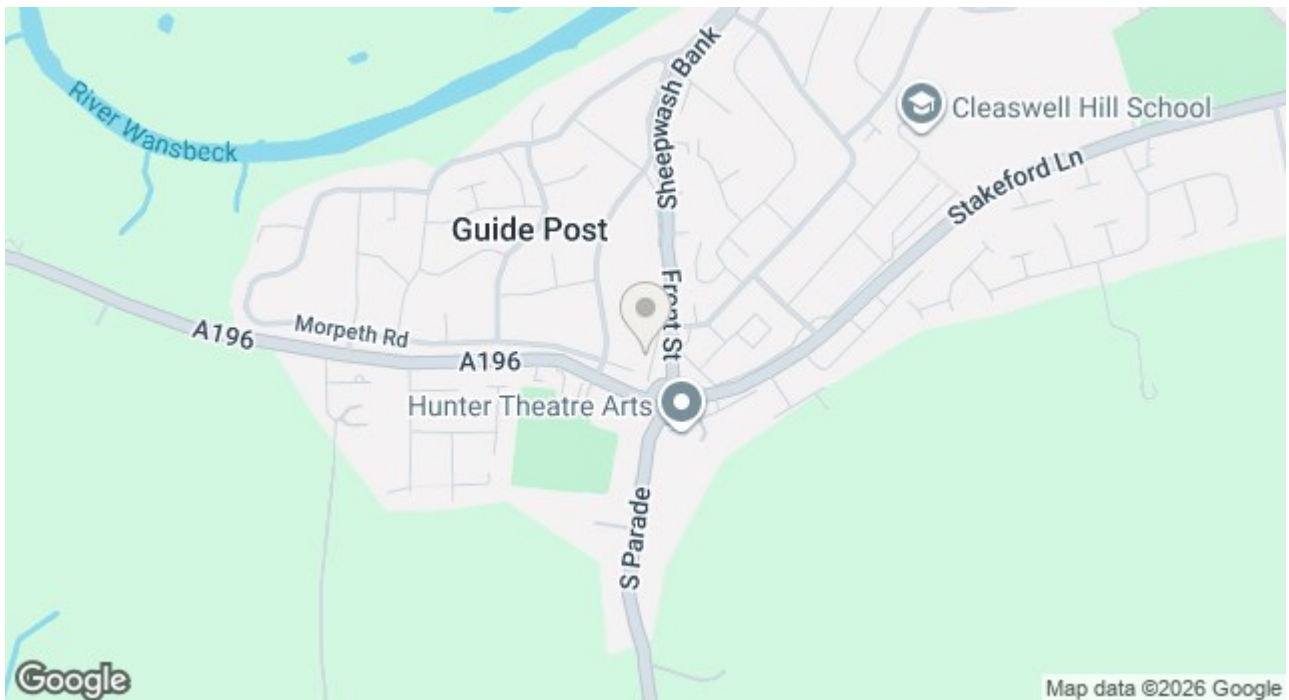 River Wansbeck
Sheepwash Bank
Cleaswell Hill School
Stakeford Ln
Guide Post
Front St
Morpeth Rd
A196
A196
Hunter Theatre Arts
S Parade
Google
Map data ©2026 Google